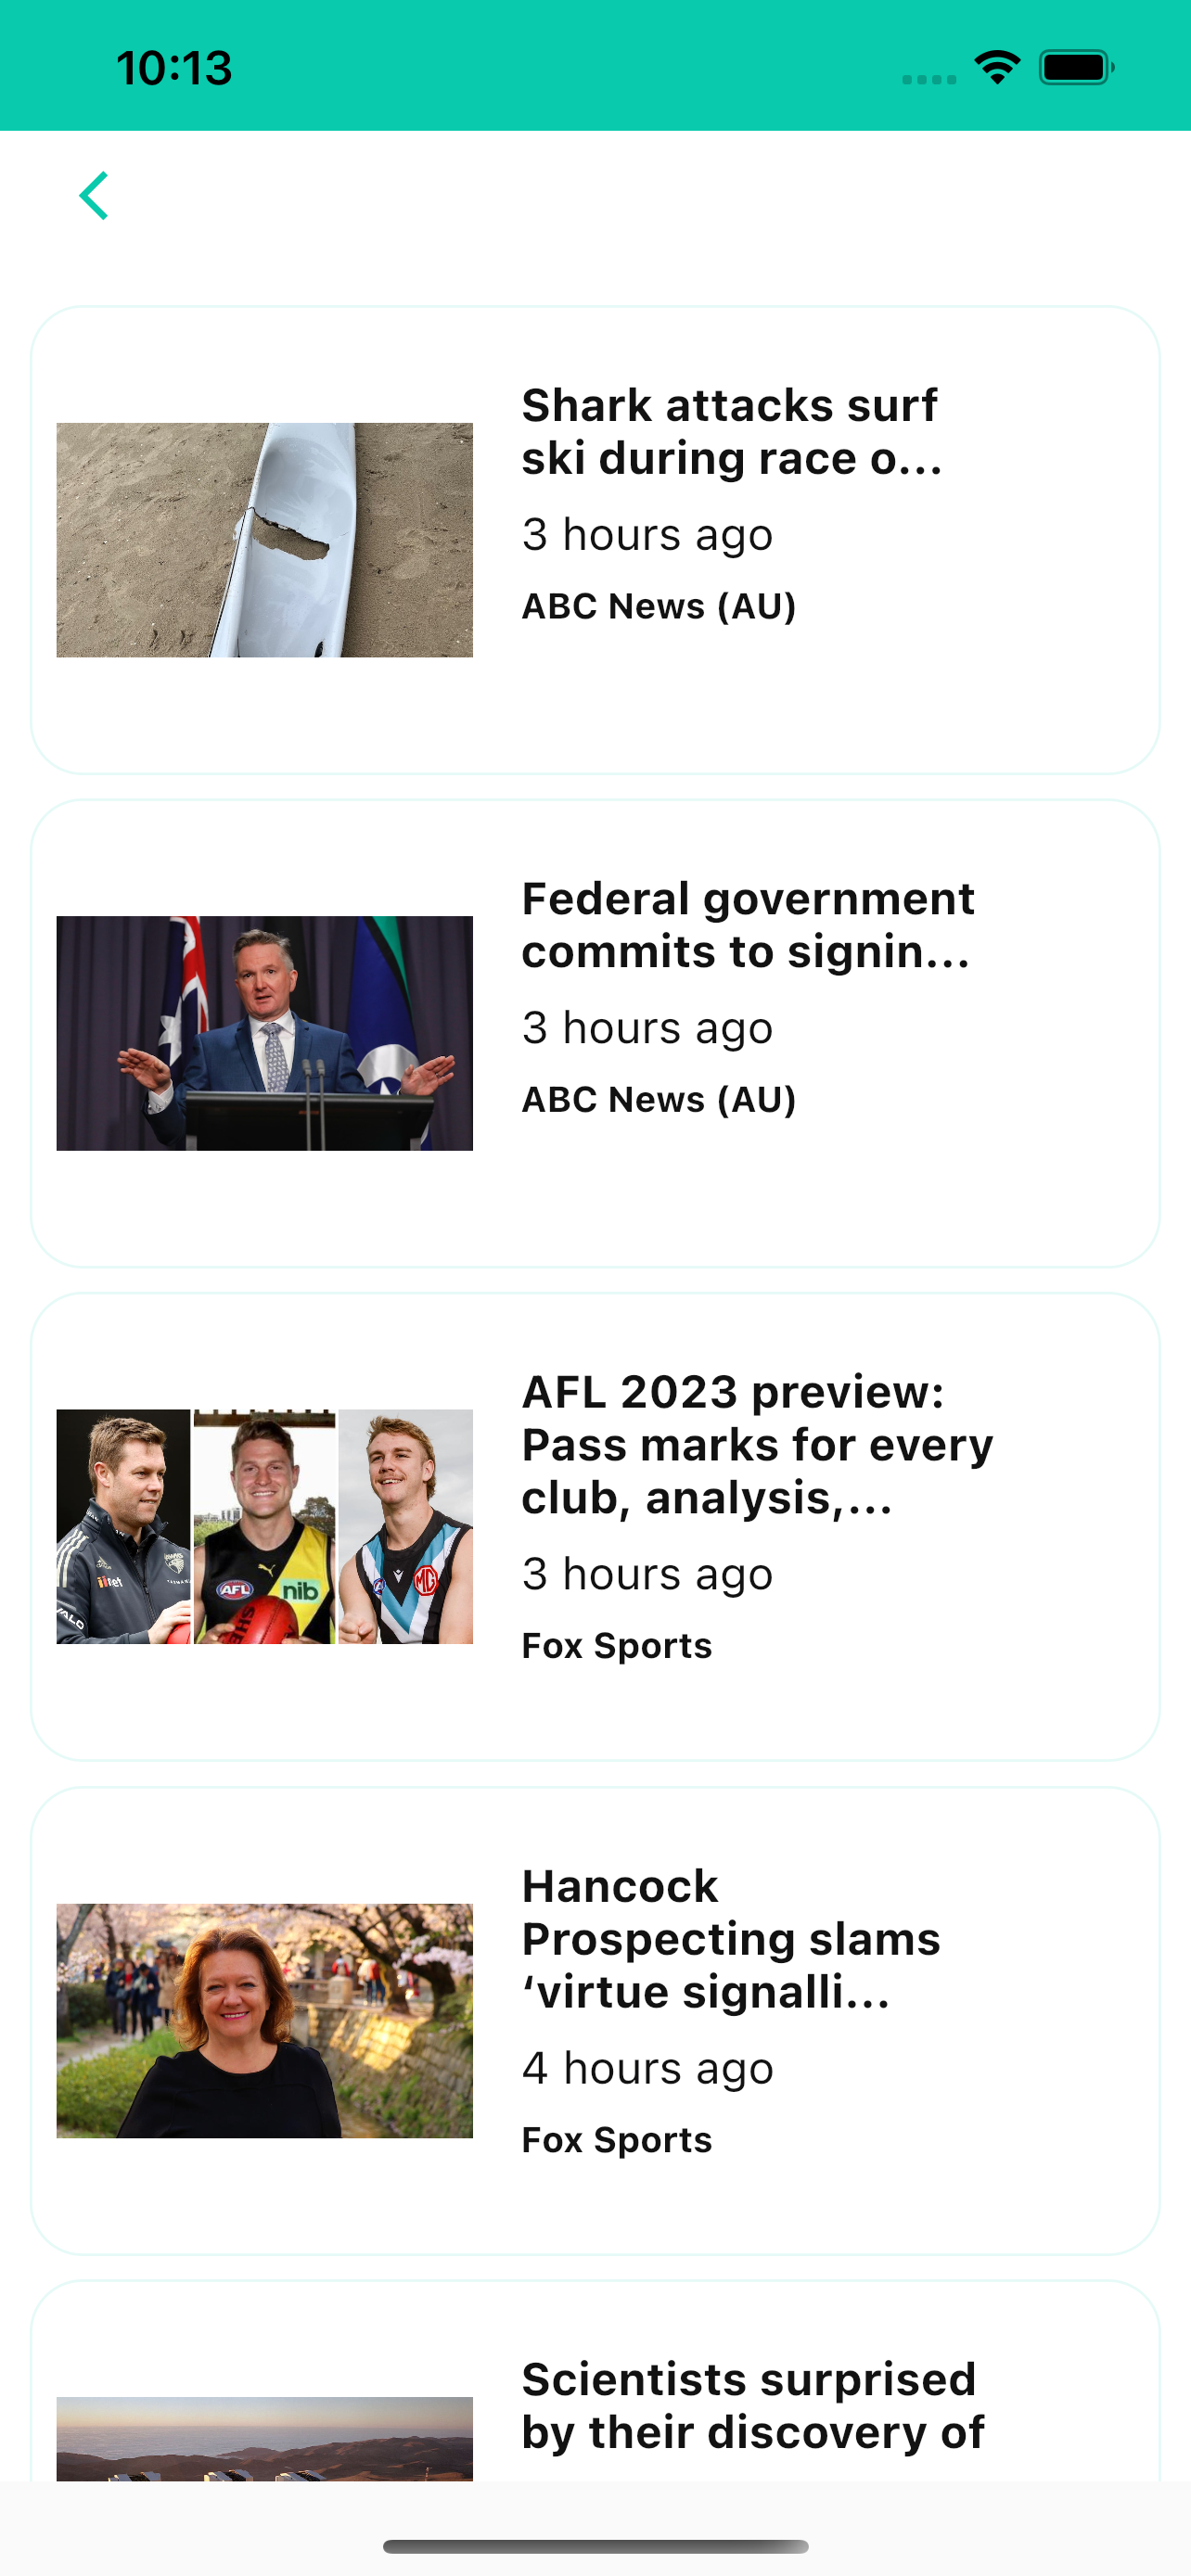 10:13
Shark attacks surf
ski during race o...
3 hours ago
ABC News (AU)
Federal government
commits to signin...
3 hours ago
ABC News (AU)
AFL 2023 preview:
Pass marks for every
club, analysis,...
3 hours ago
Fox Sports
AFL
nib
Hancock
Prospecting slams
‘virtue signalli...
4 hours ago
Fox Sports
Scientists surprised
by their discovery of